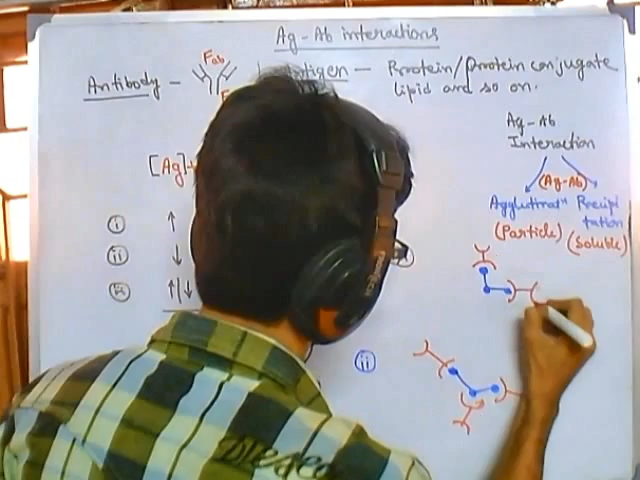 Ag-Ab interactions
Antibody - Fab Antigen - Protein/protein conjugate
lipid and so on.
Ag-Ab
Interaction
[Ag]+
(Ag-Ab)
Agglutinatⁿ Precipi
tation
(Particle) (Soluble)
i ↑
ii ↓
iii ↑/↓
ii